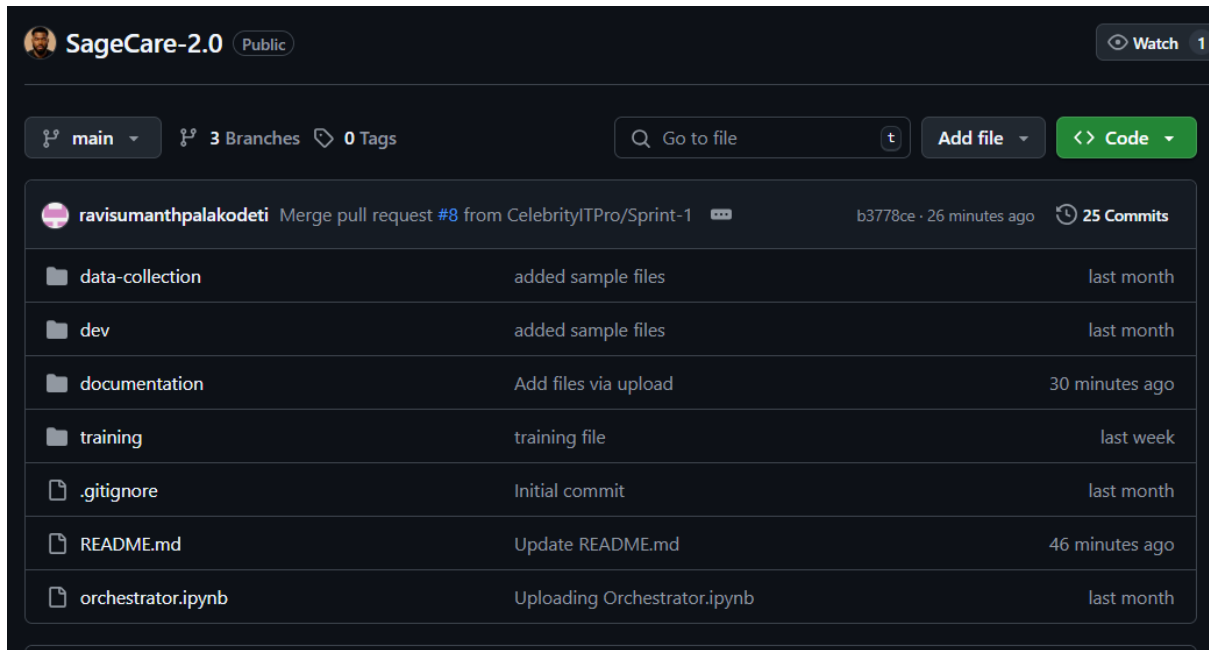 SageCare-2.0 Public Watch 1
main 3 Branches 0 Tags Go to file t Add file <> Code
ravisumanthpalakodeti Merge pull request #8 from CelebrityITPro/Sprint-1 b3778ce · 26 minutes ago 25 Commits
data-collection added sample files last month
dev added sample files last month
documentation Add files via upload 30 minutes ago
training training file last week
.gitignore Initial commit last month
README.md Update README.md 46 minutes ago
orchestrator.ipynb Uploading Orchestrator.ipynb last month